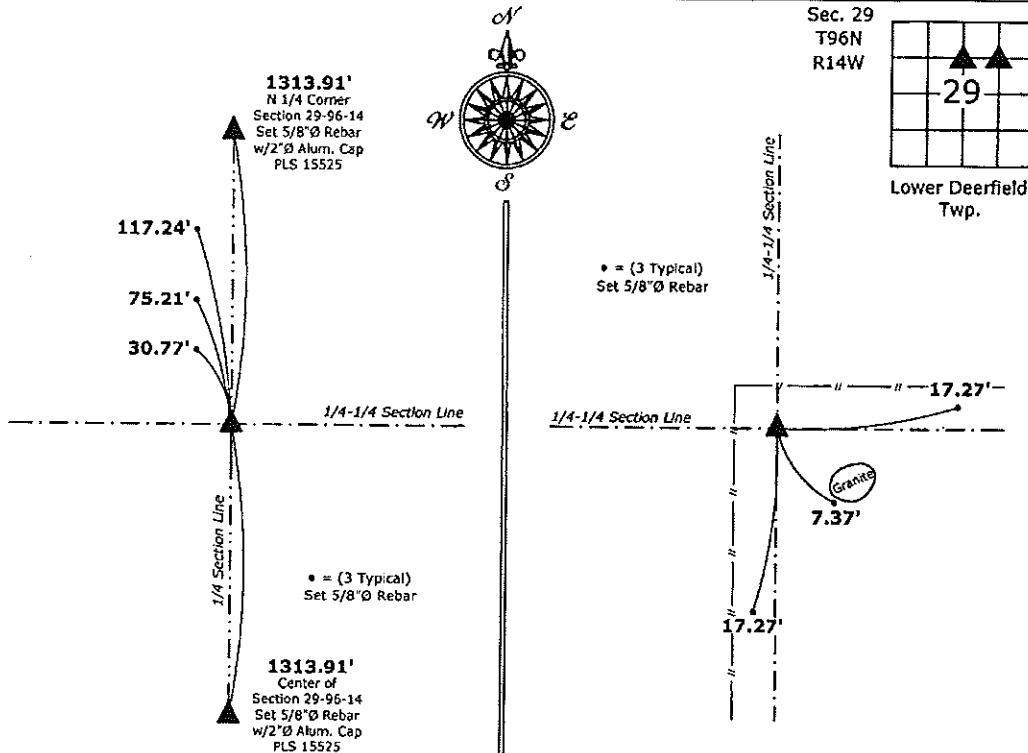 N
W
E
S
Sec. 29
T96N
R14W
29
Lower Deerfield
Twp.
1313.91'
N 1/4 Corner
Section 29-96-14
Set 5/8"Ø Rebar
w/2"Ø Alum. Cap
PLS 15525
117.24'
75.21'
30.77'
1/4-1/4 Section Line
1/4 Section Line
• = (3 Typical)
Set 5/8"Ø Rebar
1313.91'
Center of
Section 29-96-14
Set 5/8"Ø Rebar
w/2"Ø Alum. Cap
PLS 15525
1/4-1/4 Section Line
• = (3 Typical)
Set 5/8"Ø Rebar
17.27'
1/4-1/4 Section Line
Granite
7.37'
17.27'